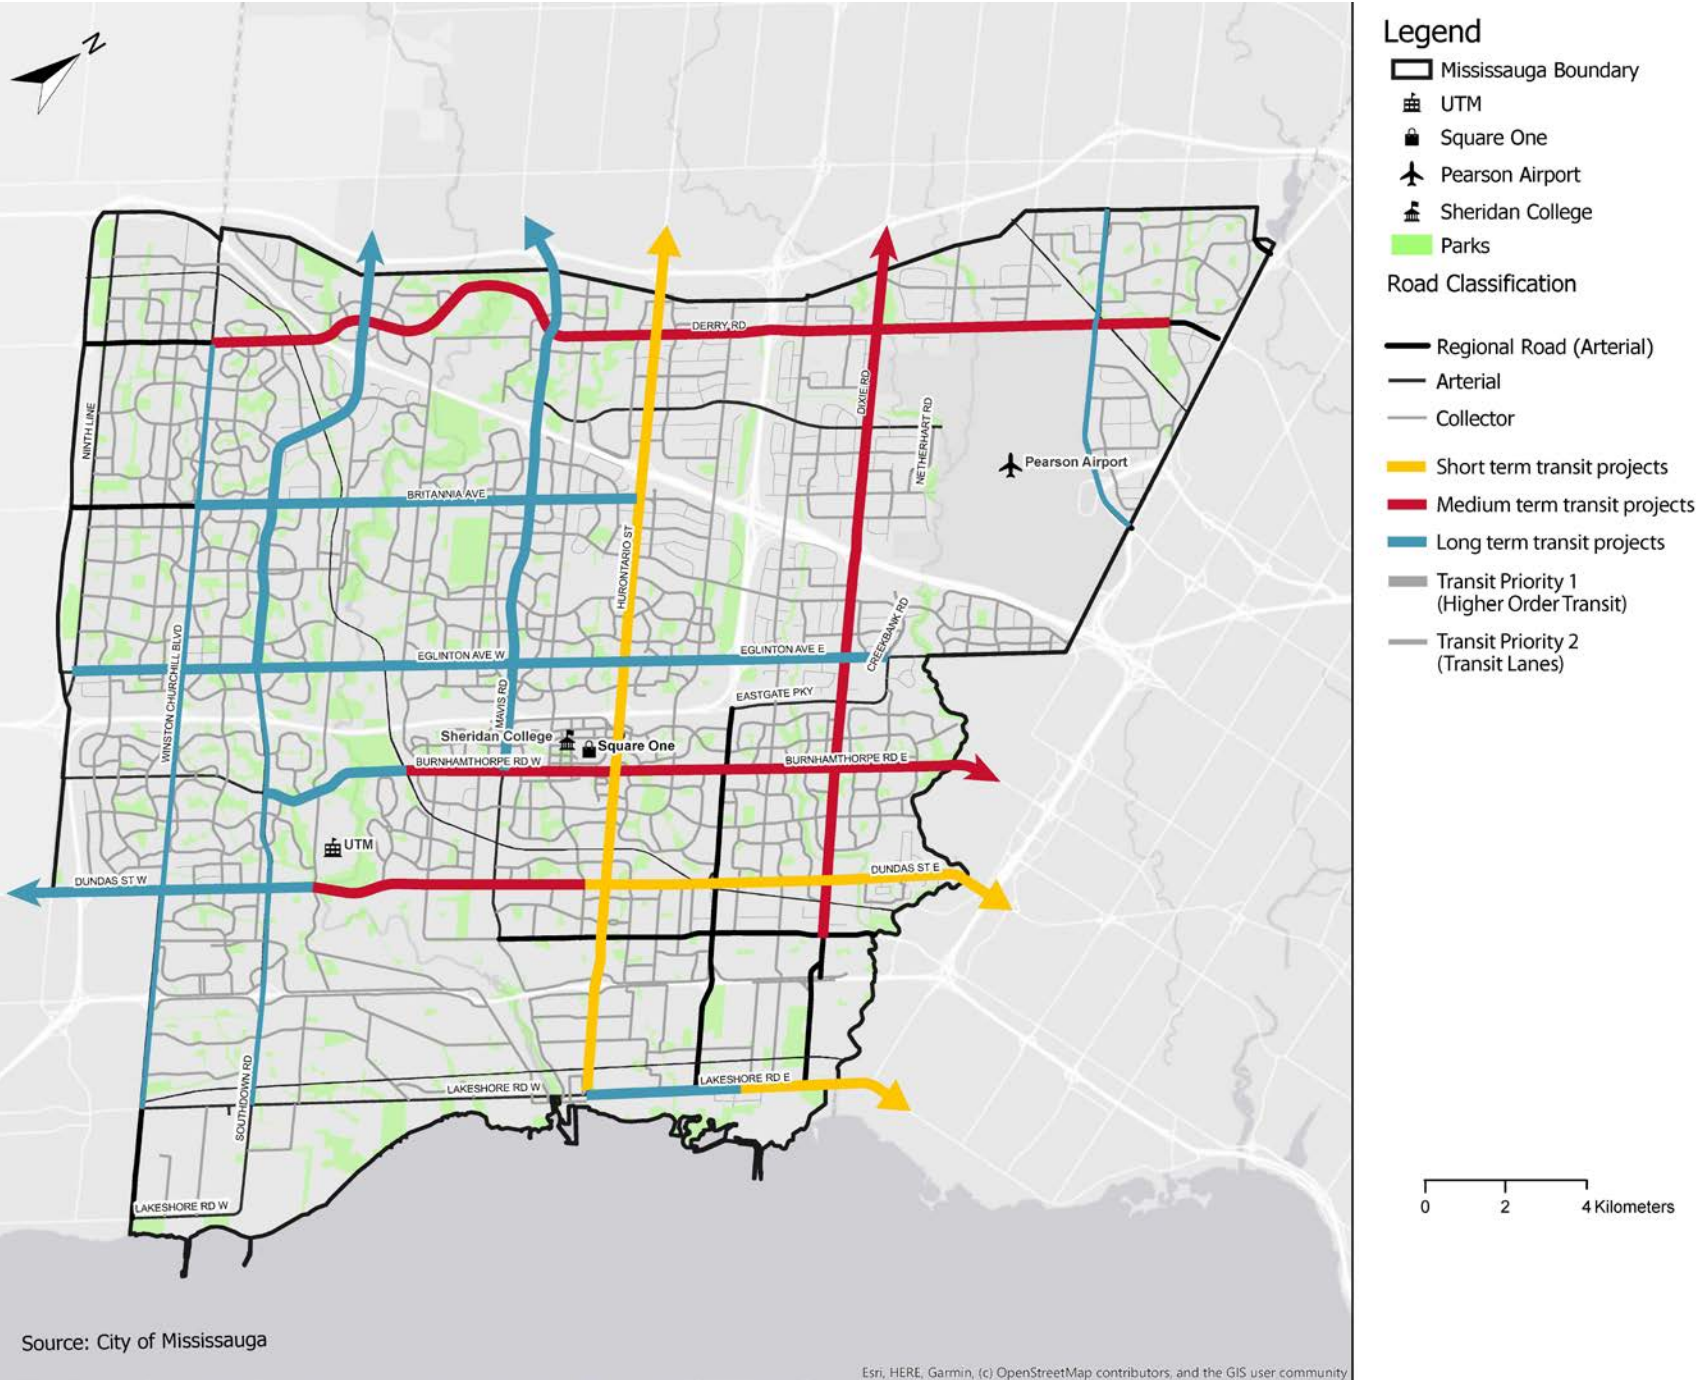 N
DERRY RD
DIXIE RD
NINTH LINE
NETHERHART RD
Pearson Airport
BRITANNIA AVE
HURONTARIO ST
CREEKBANK RD
WINSTON CHURCHILL BLVD
EGLINTON AVE W
EGLINTON AVE E
MAVIS RD
EASTGATE PKY
Sheridan College
Square One
BURNHAMTHORPE RD W
BURNHAMTHORPE RD E
UTM
DUNDAS ST W
DUNDAS ST E
SOUTHDOWN RD
LAKESHORE RD W
LAKESHORE RD E
LAKESHORE RD W
Source: City of Mississauga
Esri, HERE, Garmin, (c) OpenStreetMap contributors, and the GIS user community
Legend
Mississauga Boundary
UTM
Square One
Pearson Airport
Sheridan College
Parks
Road Classification
Regional Road (Arterial)
Arterial
Collector
Short term transit projects
Medium term transit projects
Long term transit projects
Transit Priority 1
(Higher Order Transit)
Transit Priority 2
(Transit Lanes)
0 2 4 Kilometers